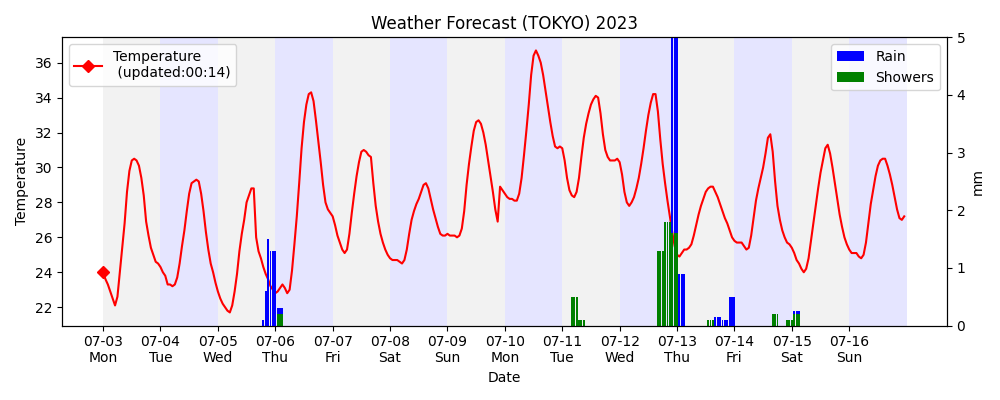 Weather Forecast (TOKYO) 2023
Temperature
(updated:00:14)
Rain
Showers
Temperature
36
34
32
30
28
26
24
22
5
4
3
2
1
0
mm
07-03 07-04 07-05 07-06 07-07 07-08 07-09 07-10 07-11 07-12 07-13 07-14 07-15 07-16
Mon Tue Wed Thu Fri Sat Sun Mon Tue Wed Thu Fri Sat Sun
Date